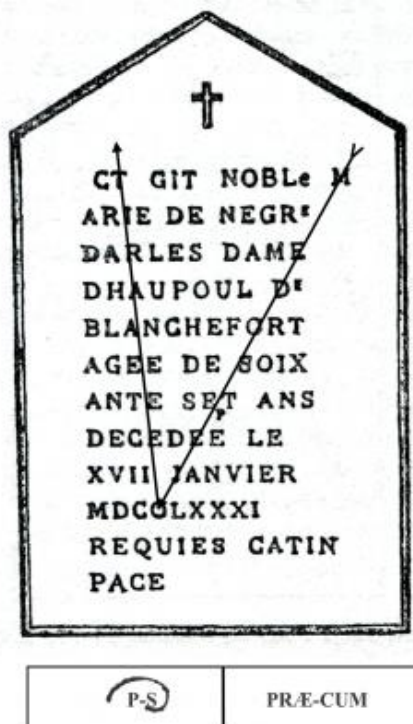 CT GIT NOBLe M
ARIE DE NEGRE
DARLES DAME
DHAUPOUL DE
BLANCHEFORT
AGEE DE SOIX
ANTE SEPT ANS
DECEDEE LE
XVII JANVIER
MDCOLXXXI
REQUIES CATIN
PACE
P-S PRÆ-CUM